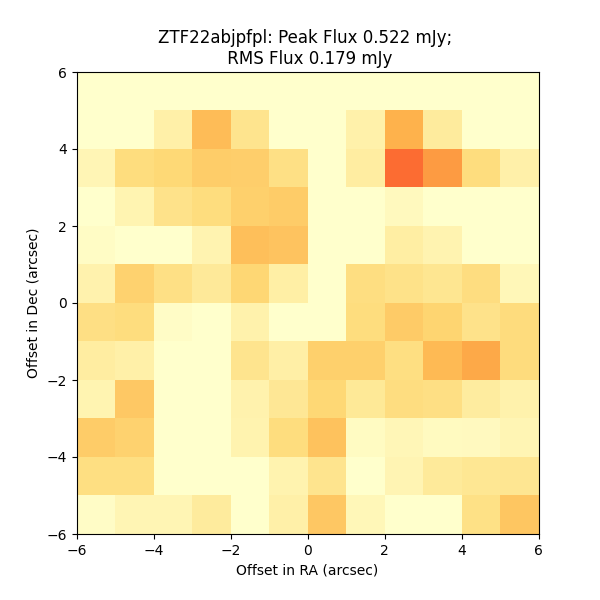 ZTF22abjpfpl: Peak Flux 0.522 mJy;
RMS Flux 0.179 mJy
6
4
2
0
−2
−4
−6
Offset in Dec (arcsec)
−6 −4 −2 0 2 4 6
Offset in RA (arcsec)